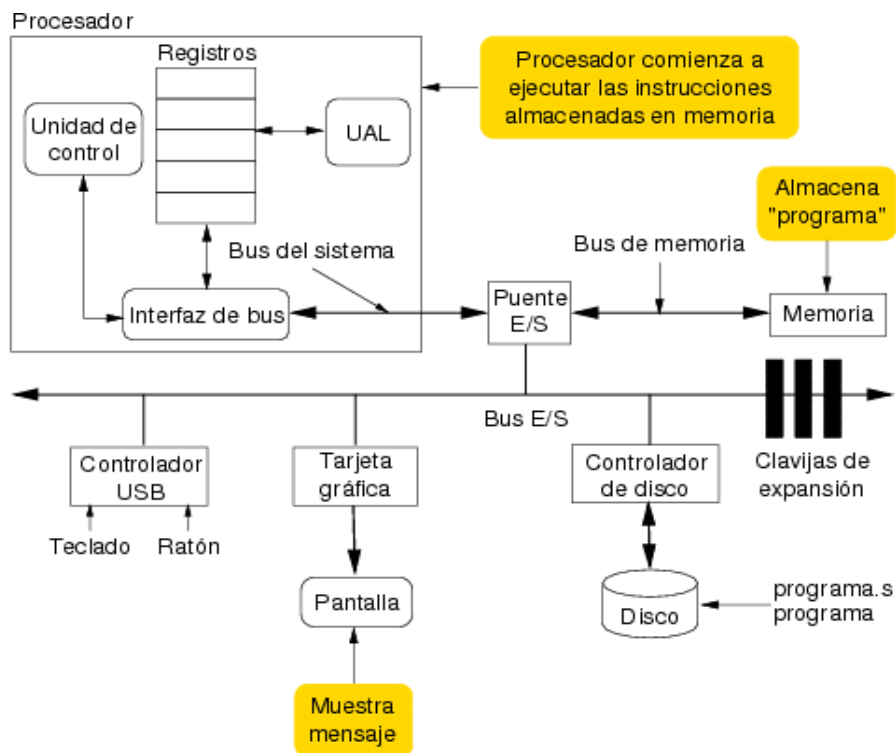 Procesador
Registros
Unidad de
control
UAL
Procesador comienza a
ejecutar las instrucciones
almacenadas en memoria
Almacena
"programa"
Bus del sistema
Bus de memoria
Interfaz de bus
Puente
E/S
Memoria
Bus E/S
Controlador
USB
Tarjeta
gráfica
Controlador
de disco
Clavijas de
expansión
Teclado
Ratón
Pantalla
Disco
programa.s
programa
Muestra
mensaje